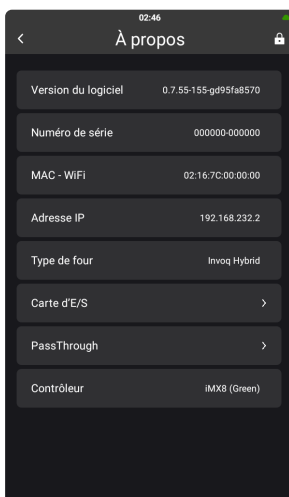 02:46
À propos
Version du logiciel 0.7.55-155-gd95fa8570
Numéro de série 000000-000000
MAC - WiFi 02:16:7C:00:00:00
Adresse IP 192.168.232.2
Type de four Invoq Hybrid
Carte d'E/S
PassThrough
Contrôleur iMX8 (Green)